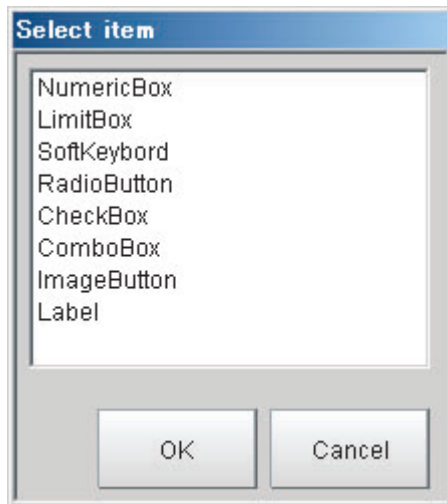 Select item
NumericBox
LimitBox
SoftKeybord
RadioButton
CheckBox
ComboBox
ImageButton
Label
OK Cancel